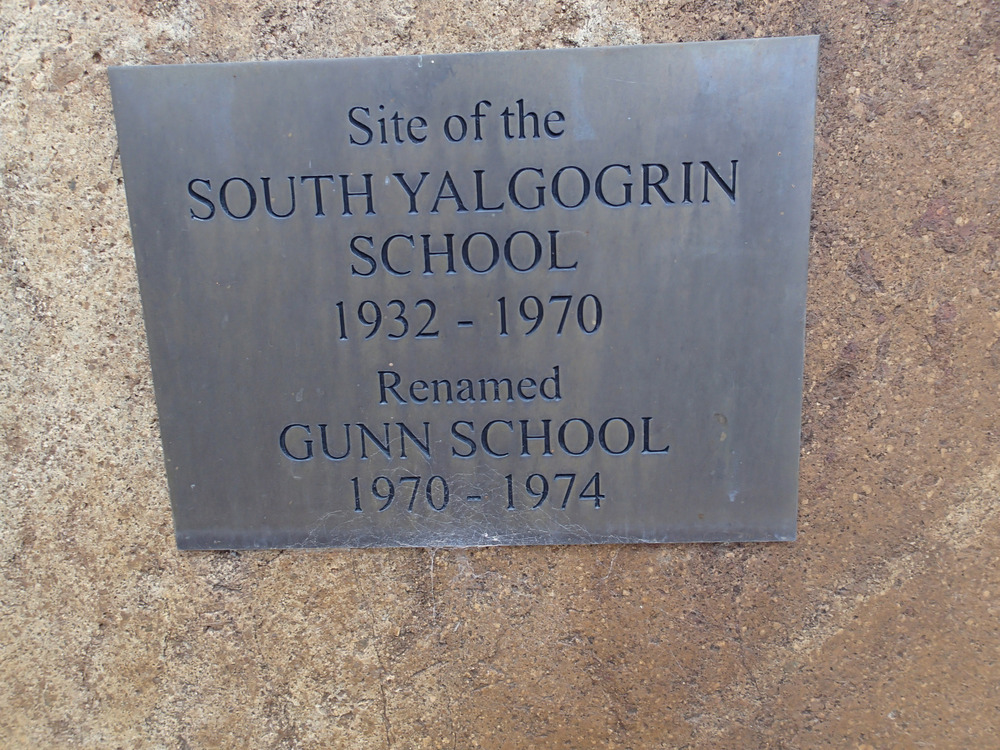 Site of the
SOUTH YALGOGRIN
SCHOOL
1932 - 1970
Renamed
GUNN SCHOOL
1970 - 1974